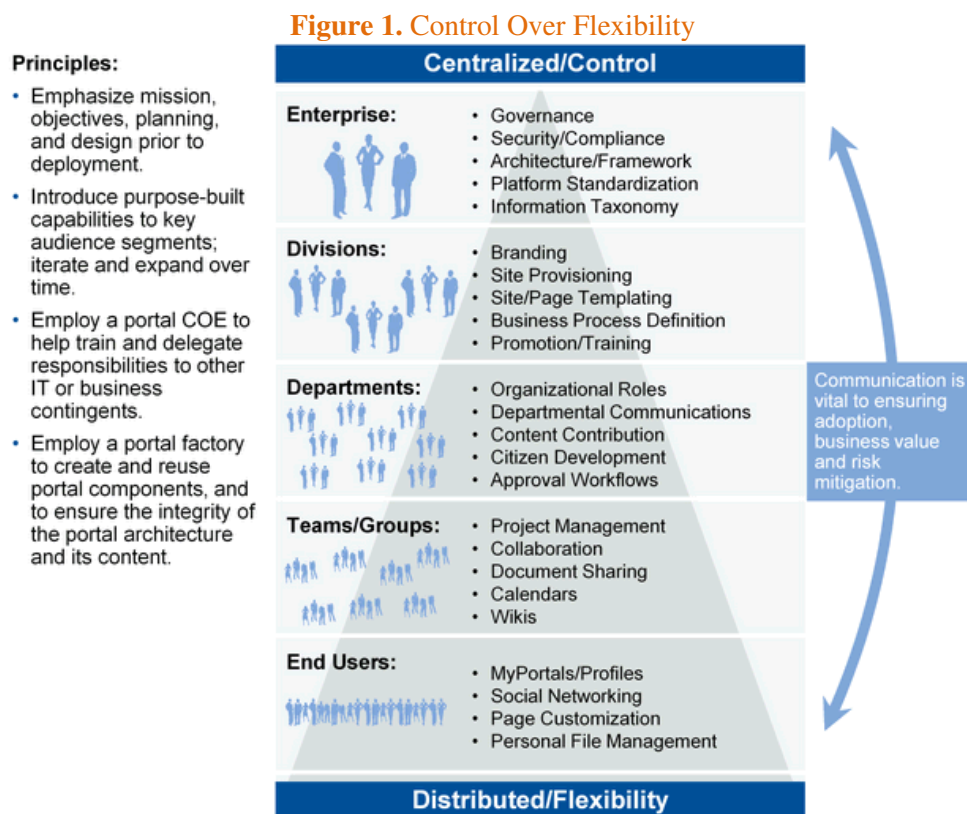 Figure 1. Control Over Flexibility
Principles:
• Emphasize mission,
objectives, planning,
and design prior to
deployment.
• Introduce purpose-built
capabilities to key
audience segments;
iterate and expand over
time.
• Employ a portal COE to
help train and delegate
responsibilities to other
IT or business
contingents.
• Employ a portal factory
to create and reuse
portal components, and
to ensure the integrity of
the portal architecture
and its content.
Centralized/Control
Enterprise:
• Governance
• Security/Compliance
• Architecture/Framework
• Platform Standardization
• Information Taxonomy
Divisions:
• Branding
• Site Provisioning
• Site/Page Templating
• Business Process Definition
• Promotion/Training
Departments:
• Organizational Roles
• Departmental Communications
• Content Contribution
• Citizen Development
• Approval Workflows
Teams/Groups:
• Project Management
• Collaboration
• Document Sharing
• Calendars
• Wikis
End Users:
• MyPortals/Profiles
• Social Networking
• Page Customization
• Personal File Management
Distributed/Flexibility
Communication is
vital to ensuring
adoption,
business value
and risk
mitigation.